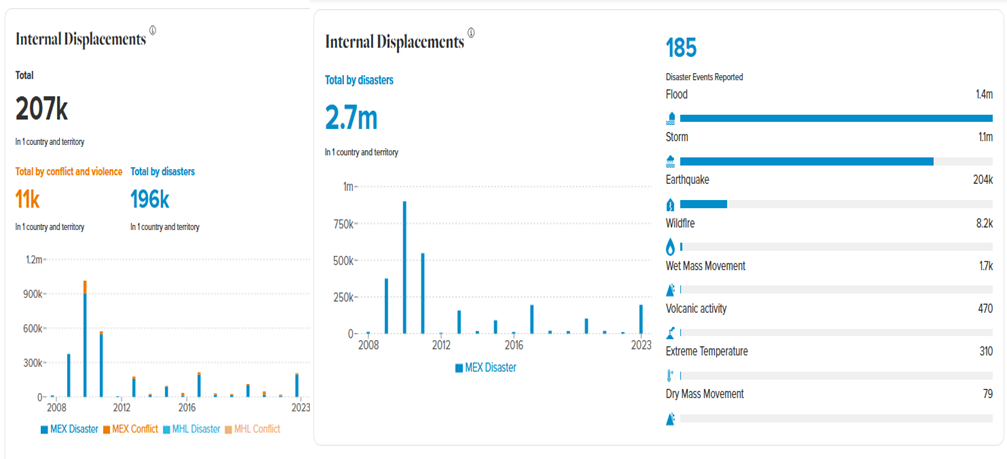 Internal Displacements
Total
207k
In 1 country and territory
Total by conflict and violence Total by disasters
11k 196k
In 1 country and territory In 1 country and territory
1.2m
900k
600k
300k
0
2008 2012 2016 2023
MEX Disaster MEX Conflict MHL Disaster MHL Conflict
Internal Displacements
Total by disasters
2.7m
In 1 country and territory
1m
750k
500k
250k
0
2008 2012 2016 2023
MEX Disaster
185
Disaster Events Reported
Flood 1.4m
Storm 1.1m
Earthquake 204k
Wildfire 8.2k
Wet Mass Movement 1.7k
Volcanic activity 470
Extreme Temperature 310
Dry Mass Movement 79